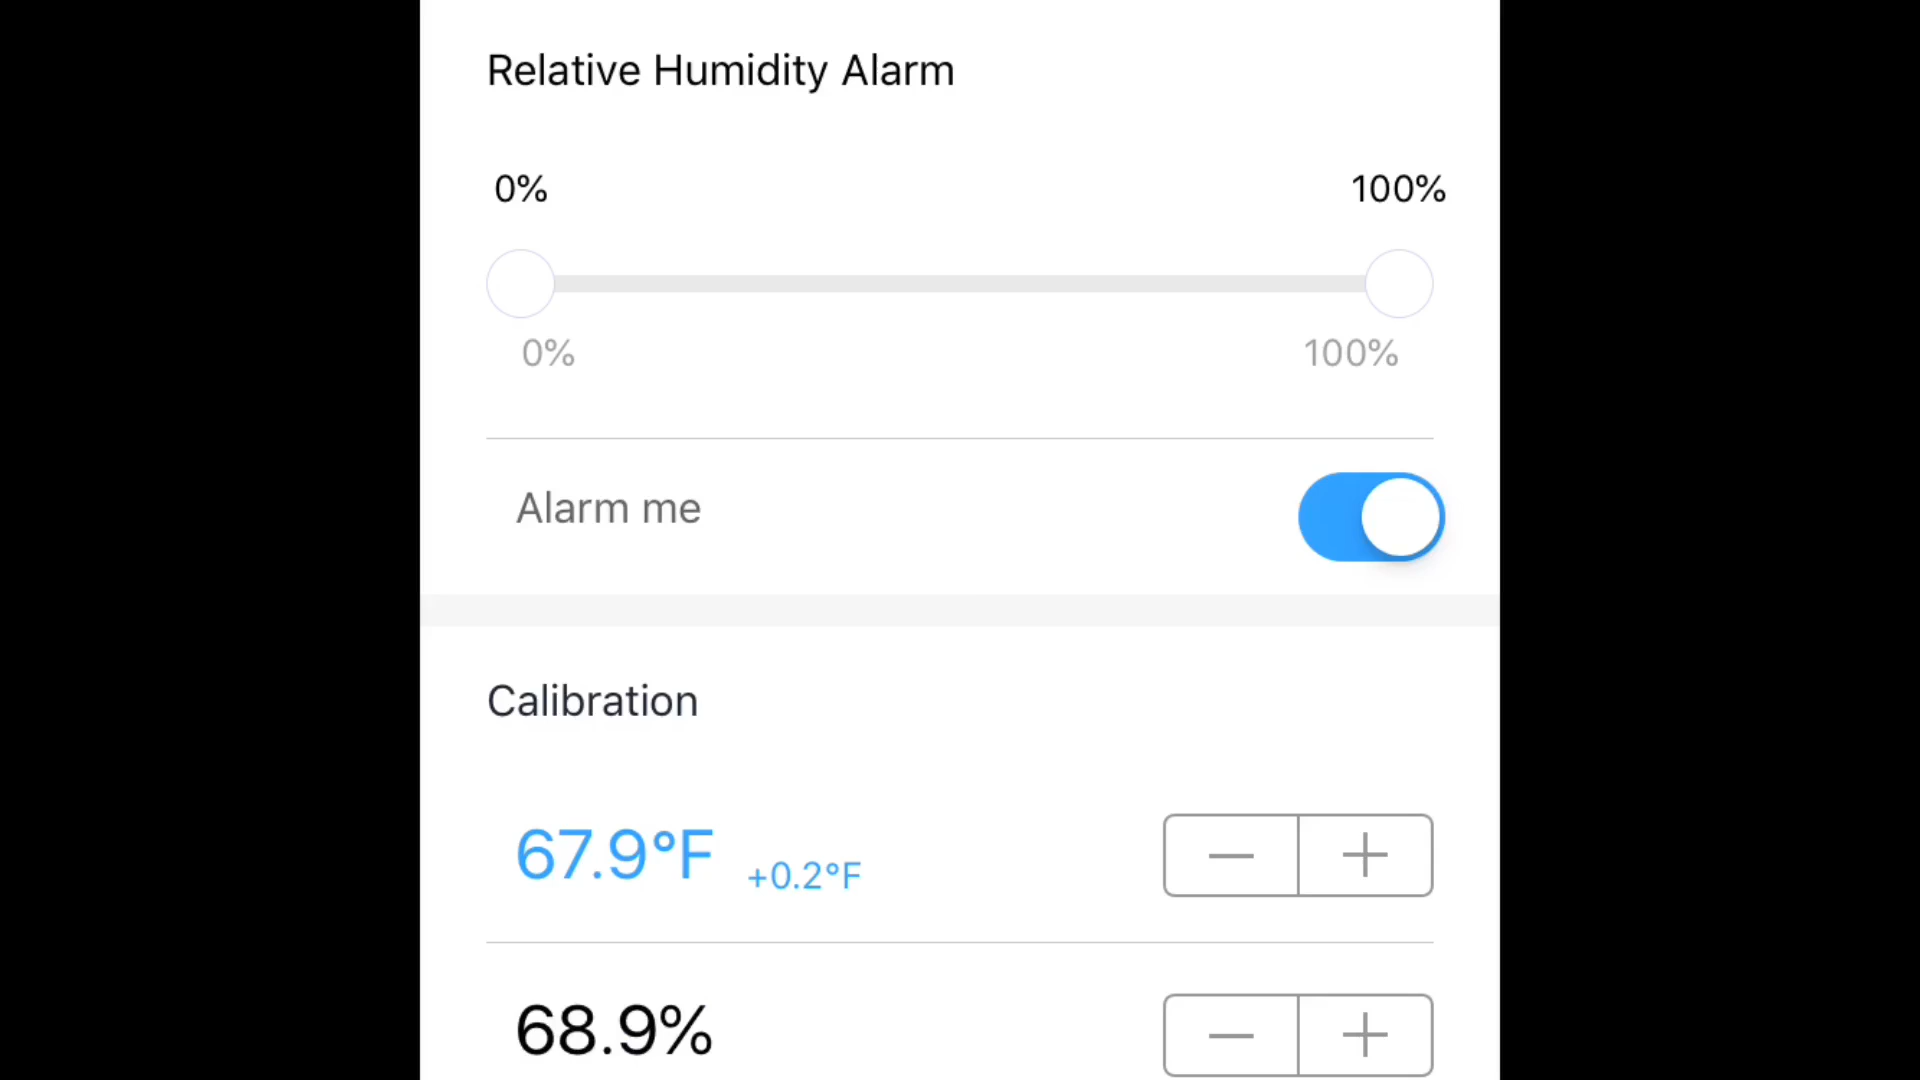 Relative Humidity Alarm
0% 100%
0% 100%
Alarm me
Calibration
67.9°F +0.2°F
68.9%